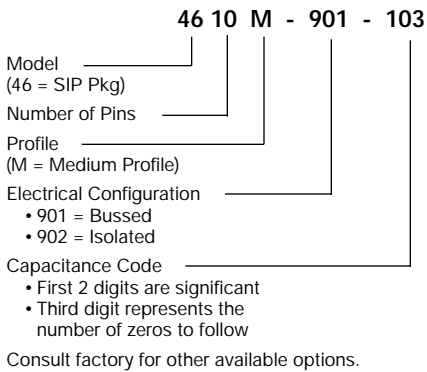 46 10 M - 901 - 103
Model
(46 = SIP Pkg)
Number of Pins
Profile
(M = Medium Profile)
Electrical Configuration
• 901 = Bussed
• 902 = Isolated
Capacitance Code
• First 2 digits are significant
• Third digit represents the
number of zeros to follow
Consult factory for other available options.